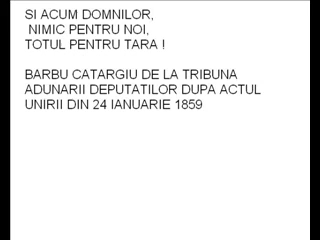 SI ACUM DOMNILOR,
NIMIC PENTRU NOI,
TOTUL PENTRU TARA !
BARBU CATARGIU DE LA TRIBUNA
ADUNARII DEPUTATILOR DUPA ACTUL
UNIRII DIN 24 IANUARIE 1859